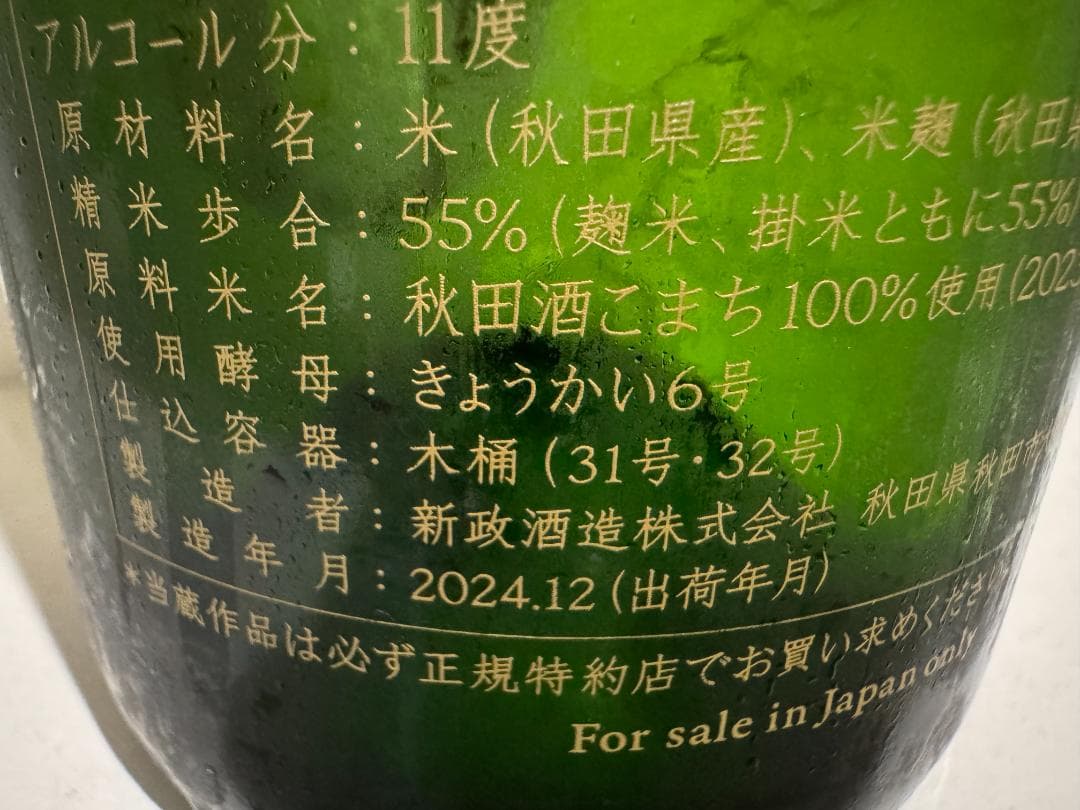 アルコール分：11度
原材料名：米（秋田県産）、米麹（秋田県
精米歩合：55%（麹米、掛米ともに55%）
原料米名：秋田酒こまち100%使用（2023
使用酵母：きょうかい6号
仕込容器：木桶（31号・32号）
製造者：新政酒造株式会社 秋田県秋田市
製造年月：2024.12（出荷年月）
*当蔵作品は必ず正規特約店でお買い求めください
For sale in Japan only